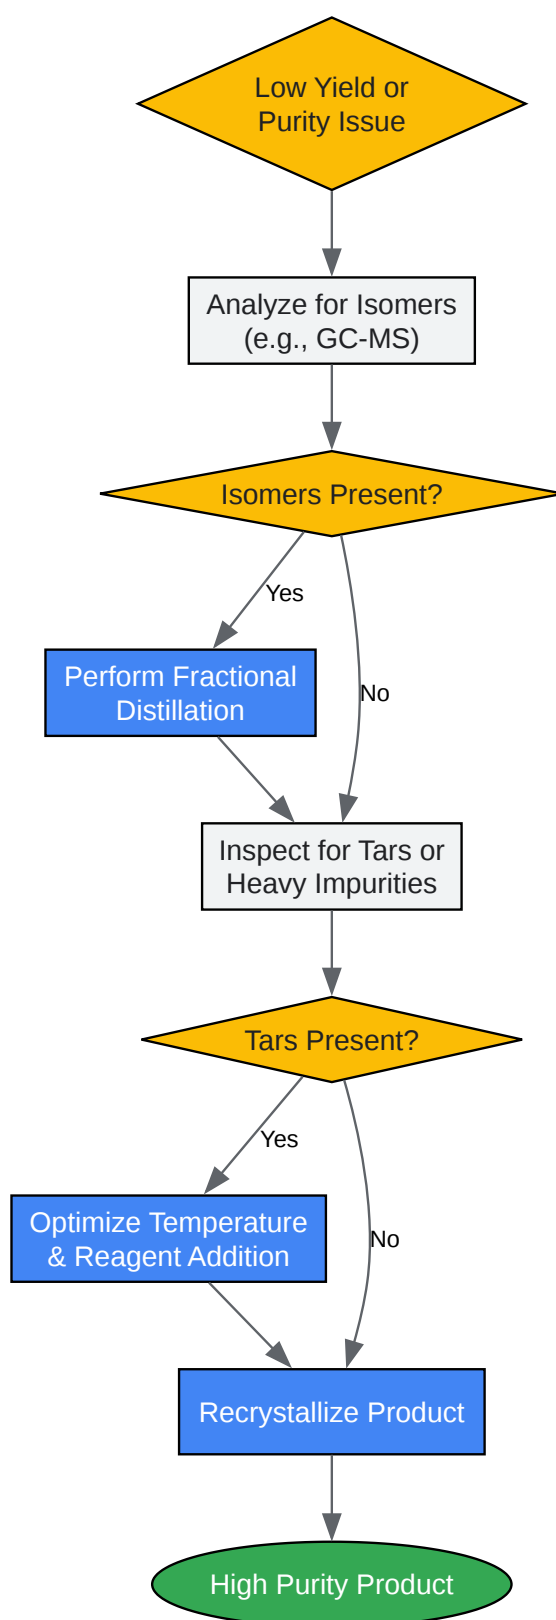 Low Yield or
Purity Issue
Analyze for Isomers
(e.g., GC-MS)
Isomers Present?
Yes
Perform Fractional
Distillation
No
Inspect for Tars or
Heavy Impurities
Tars Present?
Yes
Optimize Temperature
& Reagent Addition
No
Recrystallize Product
High Purity Product